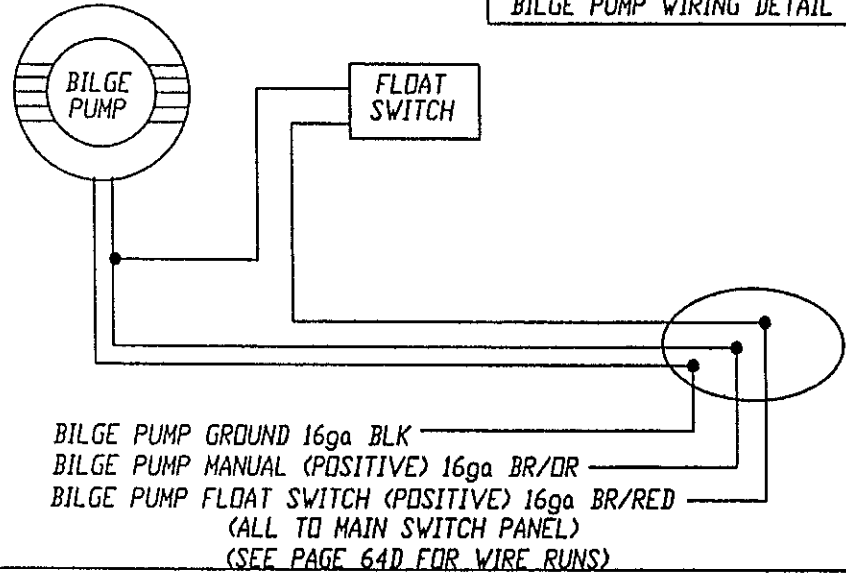 BILGE PUMP WIRING DETAIL
BILGE
PUMP
FLOAT
SWITCH
BILGE PUMP GROUND 16ga BLK
BILGE PUMP MANUAL (POSITIVE) 16ga BR/OR
BILGE PUMP FLOAT SWITCH (POSITIVE) 16ga BR/RED
(ALL TO MAIN SWITCH PANEL)
(SEE PAGE 64D FOR WIRE RUNS)